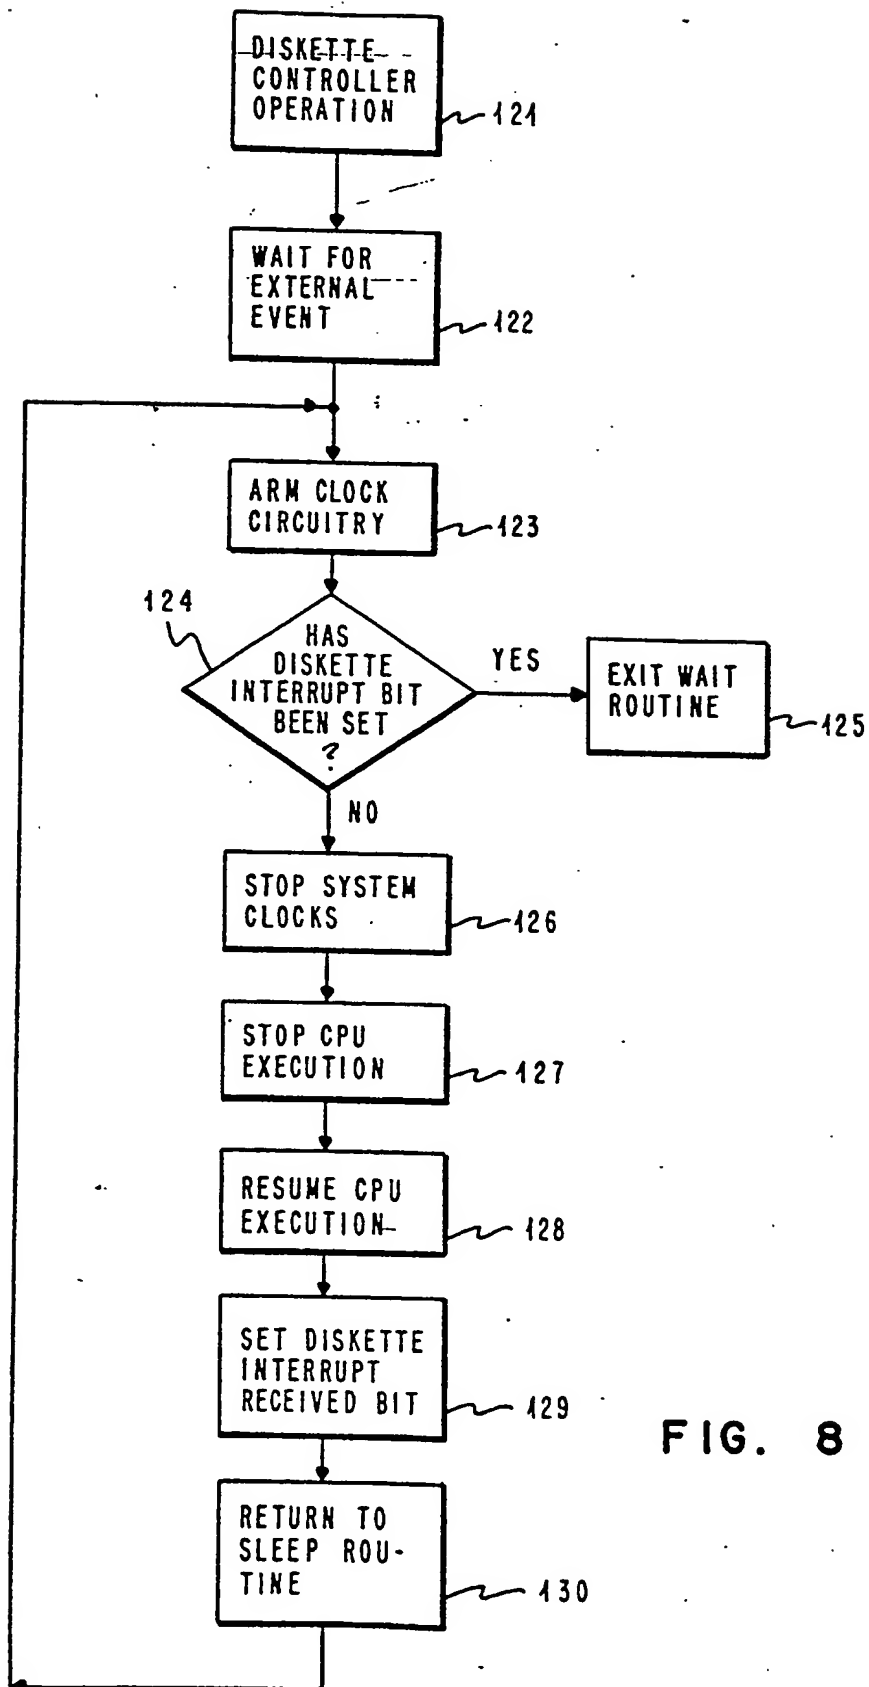 DISKETTE
CONTROLLER
OPERATION
121
WAIT FOR
EXTERNAL
EVENT
122
ARM CLOCK
CIRCUITRY
123
124
HAS
DISKETTE
INTERRUPT BIT
BEEN SET
?
YES
EXIT WAIT
ROUTINE
125
NO
STOP SYSTEM
CLOCKS
126
STOP CPU
EXECUTION
127
RESUME CPU
EXECUTION
128
SET DISKETTE
INTERRUPT
RECEIVED BIT
129
RETURN TO
SLEEP ROU-
TINE
130
FIG. 8